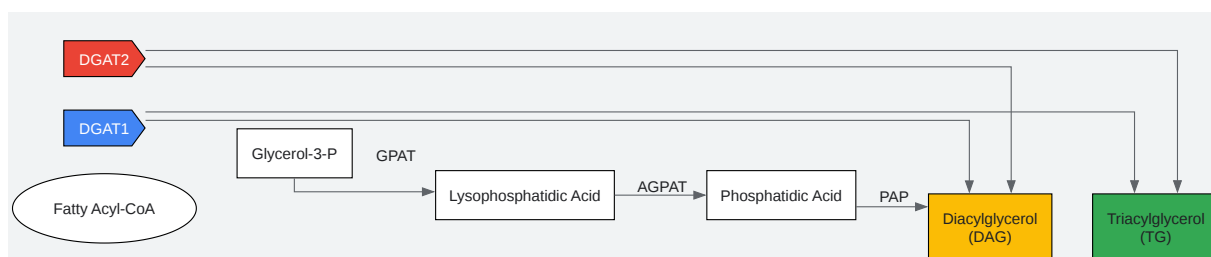 DGAT2
DGAT1
Glycerol-3-P
GPAT
Fatty Acyl-CoA
Lysophosphatidic Acid
AGPAT
Phosphatidic Acid
PAP
Diacylglycerol
(DAG)
Triacylglycerol
(TG)